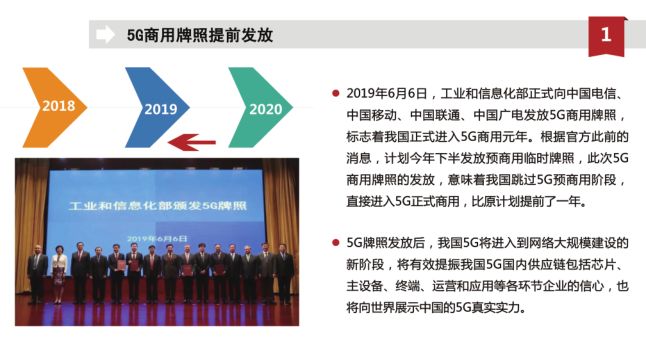 5G商用牌照提前发放
1
2018
2019
2020
工业和信息化部颁发5G牌照
2019年6月6日
2019年6月6日，工业和信息化部正式向中国电信、
中国移动、中国联通、中国广电发放5G商用牌照，
标志着我国正式进入5G商用元年。根据官方此前的
消息，计划今年下半发放预商用临时牌照，此次5G
商用牌照的发放，意味着我国跳过5G预商用阶段，
直接进入5G正式商用，比原计划提前了一年。
5G牌照发放后，我国5G将进入到网络大规模建设的
新阶段，将有效提振我国5G国内供应链包括芯片、
主设备、终端、运营和应用等各环节企业的信心，也
将向世界展示中国的5G真实实力。